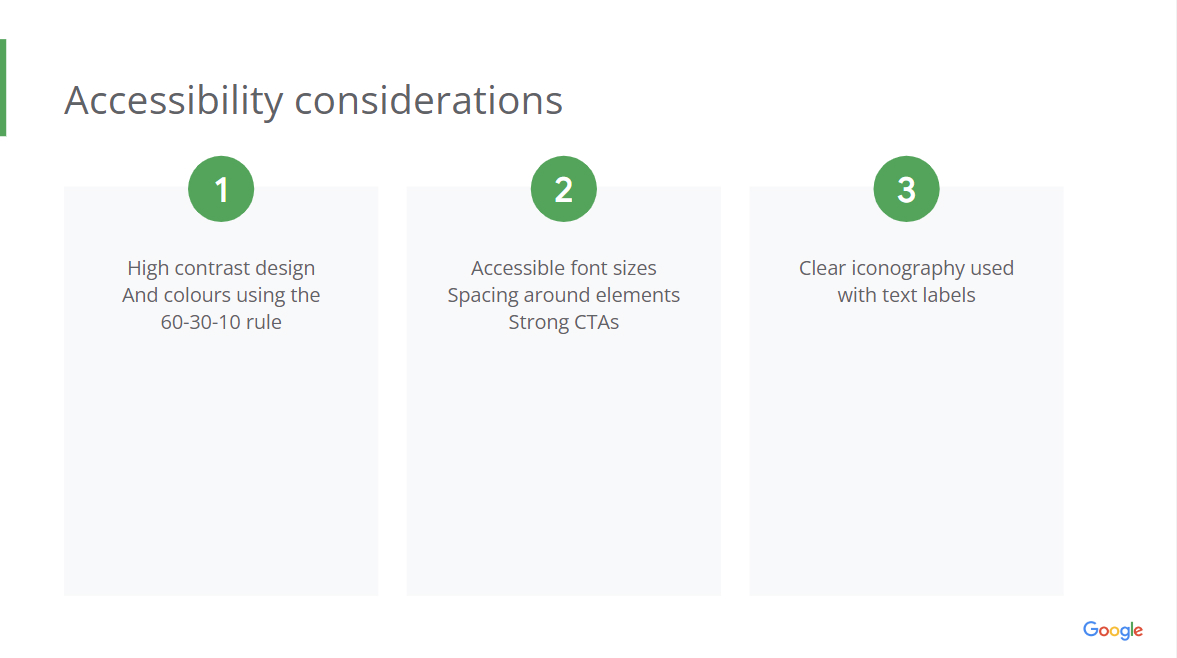 Accessibility considerations
1
High contrast design
And colours using the
60-30-10 rule
2
Accessible font sizes
Spacing around elements
Strong CTAs
3
Clear iconography used
with text labels
Google